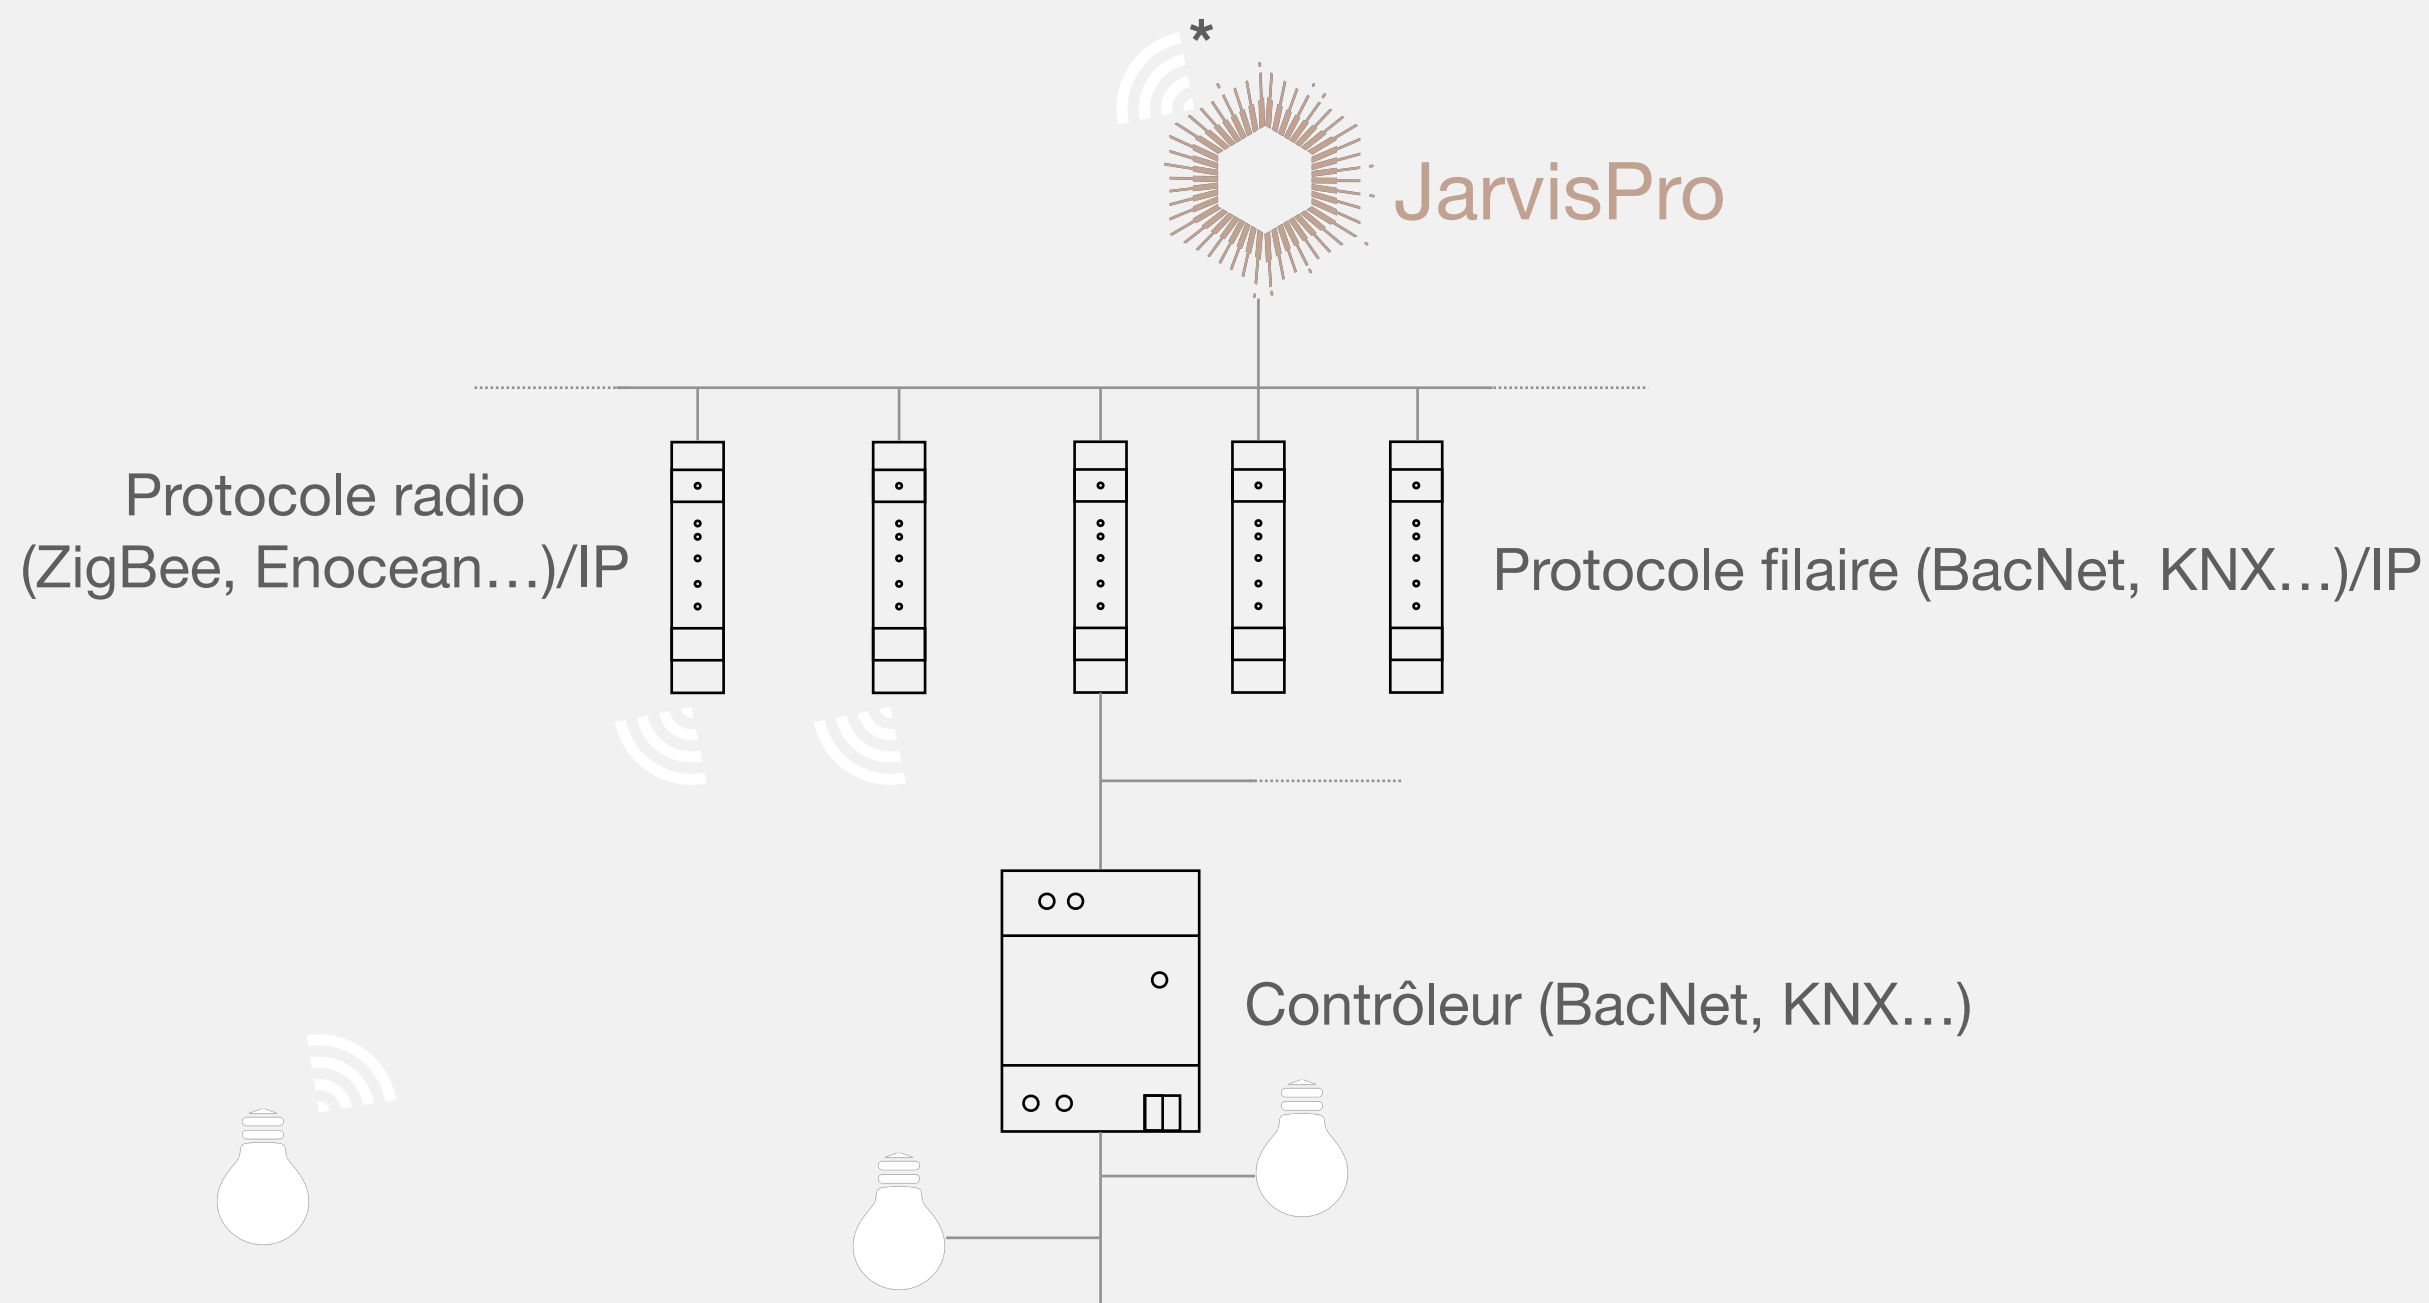 *
JarvisPro
Protocole radio
(ZigBee, Enocean…)/IP
Protocole filaire (BacNet, KNX…)/IP
Contrôleur (BacNet, KNX…)